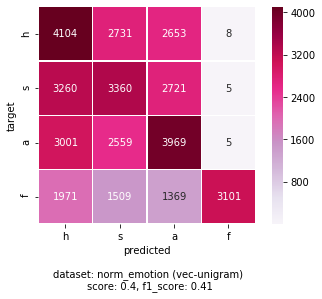 h 4104 2731 2653 8 4000
s 3260 3360 2721 5 3200
target
a 3001 2559 3969 5 2400
1600
f 1971 1509 1369 3101 800
h s a f
predicted
dataset: norm_emotion (vec-unigram)
score: 0.4, f1_score: 0.41